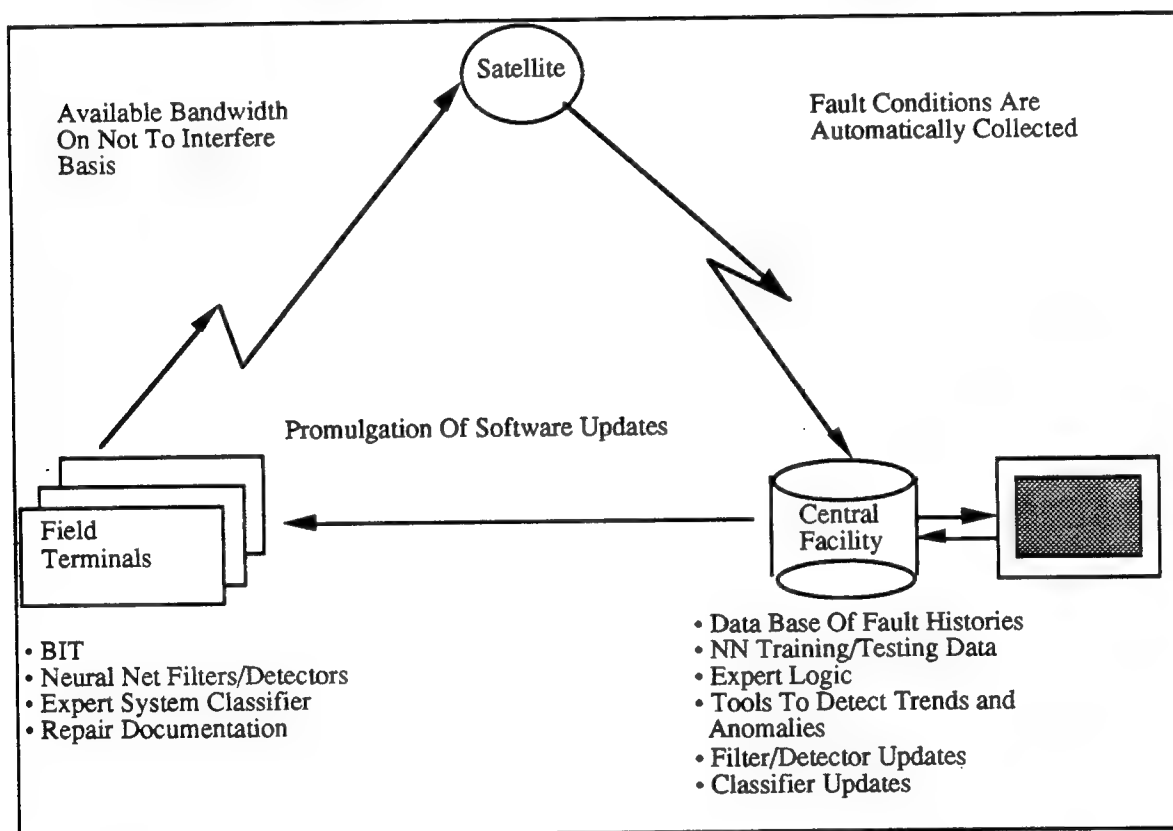 Satellite
Available Bandwidth
On Not To Interfere
Basis
Fault Conditions Are
Automatically Collected
Promulgation Of Software Updates
Field
Terminals
Central
Facility
• BIT
• Neural Net Filters/Detectors
• Expert System Classifier
• Repair Documentation
• Data Base Of Fault Histories
• NN Training/Testing Data
• Expert Logic
• Tools To Detect Trends and
Anomalies
• Filter/Detector Updates
• Classifier Updates